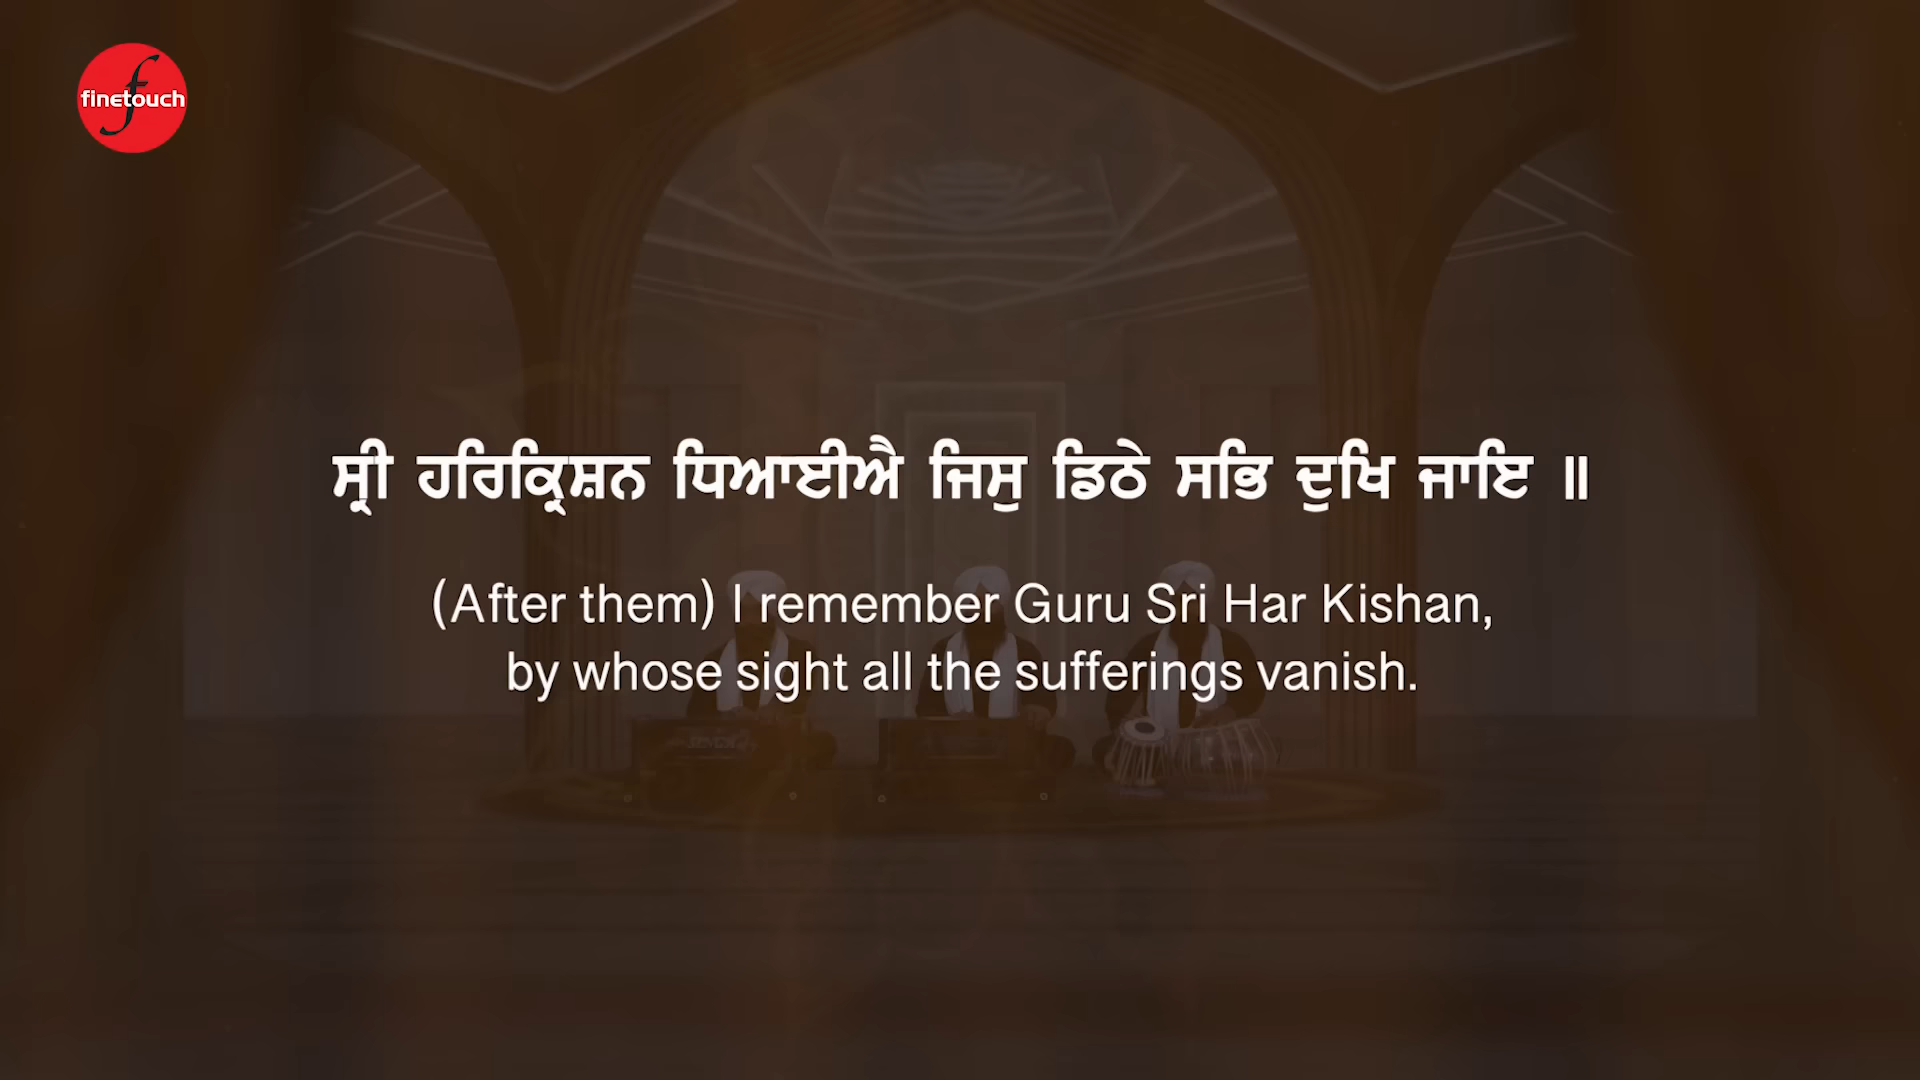 finetouch
ਸ੍ਰੀ ਹਰਿਕ੍ਰਿਸ਼ਨ ਧਿਆਈਐ ਜਿਸੁ ਡਿਠੇ ਸਭਿ ਦੁਖਿ ਜਾਇ ॥
(After them) I remember Guru Sri Har Kishan,
by whose sight all the sufferings vanish.